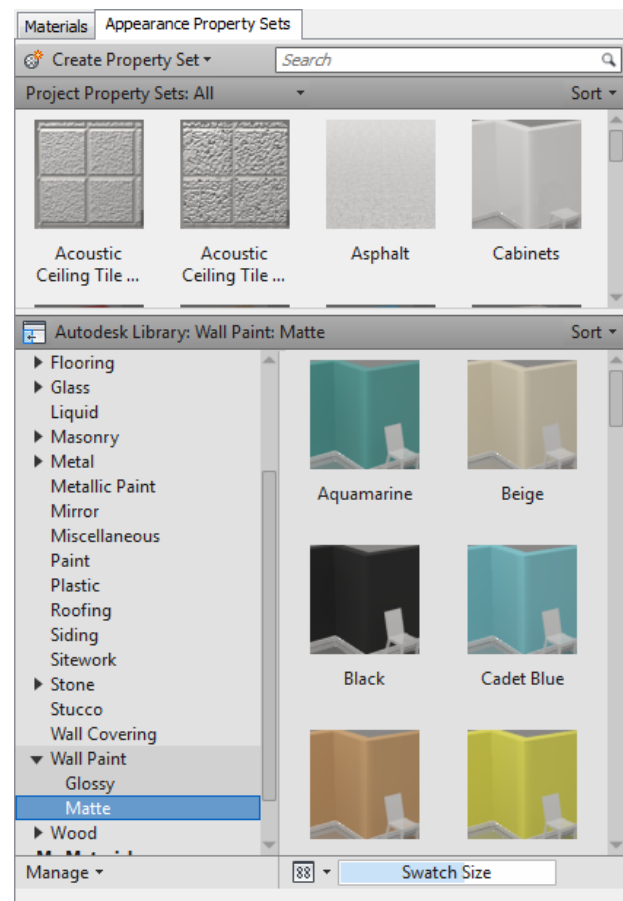 Materials
Appearance Property Sets
Create Property Set
Search
Project Property Sets: All
Sort
Acoustic
Ceiling Tile ...
Acoustic
Ceiling Tile ...
Asphalt
Cabinets
Autodesk Library: Wall Paint: Matte
Sort
Flooring
Glass
Liquid
Masonry
Metal
Metallic Paint
Mirror
Miscellaneous
Paint
Plastic
Roofing
Siding
Sitework
Stone
Stucco
Wall Covering
Wall Paint
Glossy
Matte
Wood
Aquamarine
Beige
Black
Cadet Blue
Manage
Swatch Size